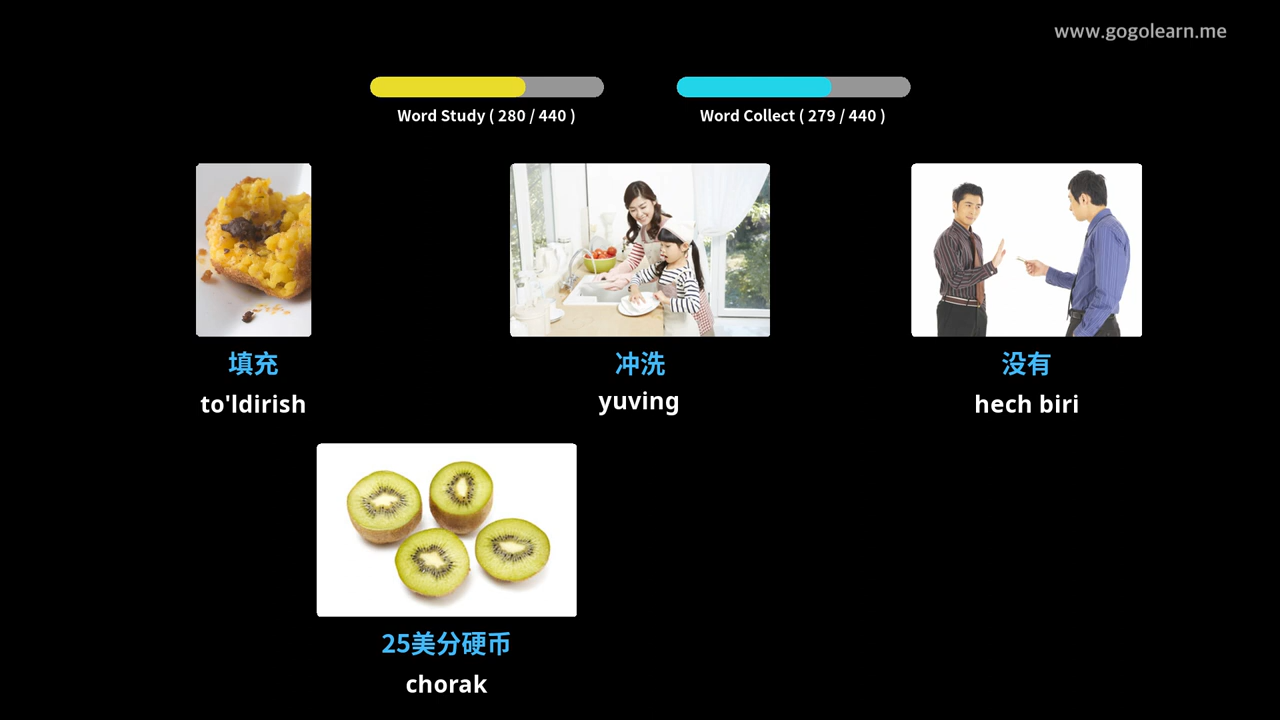 www.gogolearn.me
Word Study ( 280 / 440 )
Word Collect ( 279 / 440 )
填充
to'ldirish
冲洗
yuving
没有
hech biri
25美分硬币
chorak